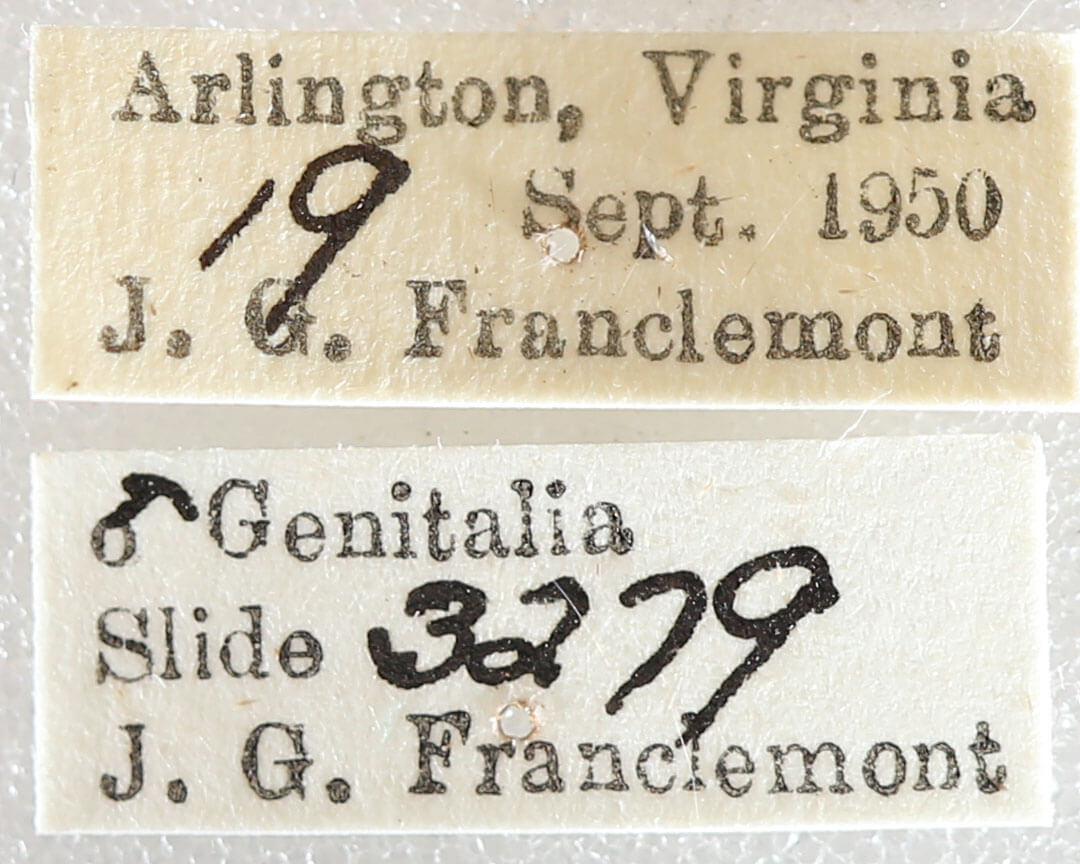 Arlington, Virginia
19 Sept. 1950
J. G. Franclemont
♂ Genitalia
Slide 3279
J. G. Franclemont